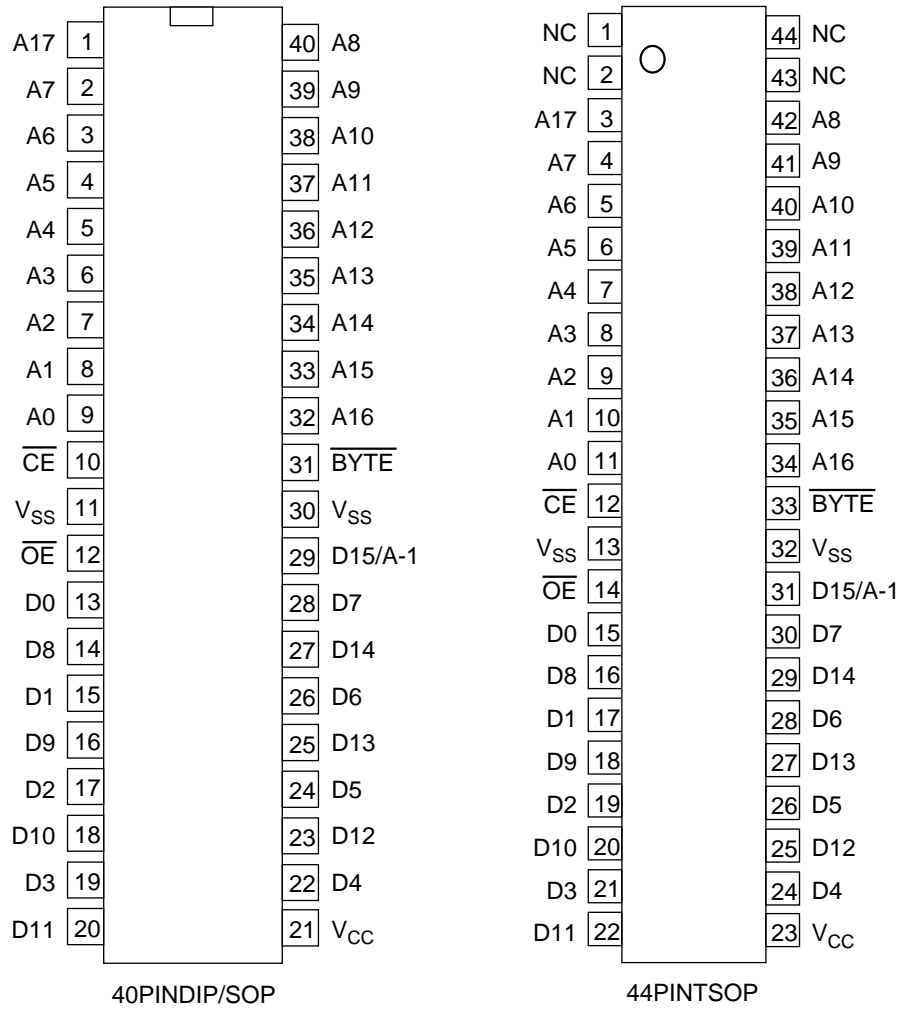 A17 1 40 A8
A7 2 39 A9
A6 3 38 A10
A5 4 37 A11
A4 5 36 A12
A3 6 35 A13
A2 7 34 A14
A1 8 33 A15
A0 9 32 A16
C̅E̅ 10 31 B̅Y̅T̅E̅
VSS 11 30 VSS
O̅E̅ 12 29 D15/A-1
D0 13 28 D7
D8 14 27 D14
D1 15 26 D6
D9 16 25 D13
D2 17 24 D5
D10 18 23 D12
D3 19 22 D4
D11 20 21 VCC
40PINDIP/SOP
NC 1 44 NC
NC 2 43 NC
A17 3 42 A8
A7 4 41 A9
A6 5 40 A10
A5 6 39 A11
A4 7 38 A12
A3 8 37 A13
A2 9 36 A14
A1 10 35 A15
A0 11 34 A16
C̅E̅ 12 33 B̅Y̅T̅E̅
VSS 13 32 VSS
O̅E̅ 14 31 D15/A-1
D0 15 30 D7
D8 16 29 D14
D1 17 28 D6
D9 18 27 D13
D2 19 26 D5
D10 20 25 D12
D3 21 24 D4
D11 22 23 VCC
44PINTSOP